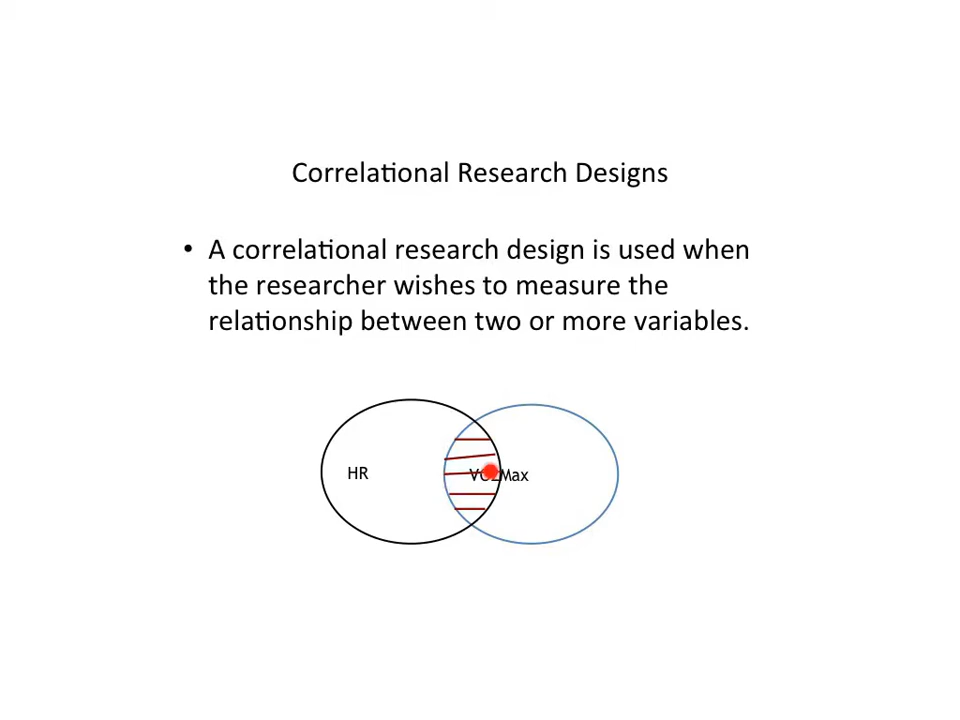 Correlational Research Designs
• A correlational research design is used when
the researcher wishes to measure the
relationship between two or more variables.
HR
VO2Max